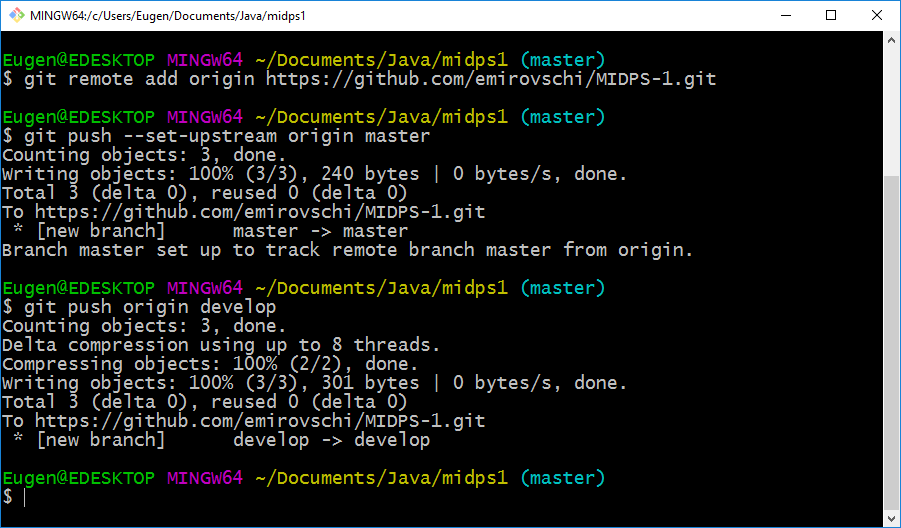 MINGW64:/c/Users/Eugen/Documents/Java/midps1
Eugen@EDESKTOP MINGW64 ~/Documents/Java/midps1 (master)
$ git remote add origin https://github.com/emirovschi/MIDPS-1.git
Eugen@EDESKTOP MINGW64 ~/Documents/Java/midps1 (master)
$ git push --set-upstream origin master
Counting objects: 3, done.
Writing objects: 100% (3/3), 240 bytes | 0 bytes/s, done.
Total 3 (delta 0), reused 0 (delta 0)
To https://github.com/emirovschi/MIDPS-1.git
 * [new branch]      master -> master
Branch master set up to track remote branch master from origin.
Eugen@EDESKTOP MINGW64 ~/Documents/Java/midps1 (master)
$ git push origin develop
Counting objects: 3, done.
Delta compression using up to 8 threads.
Compressing objects: 100% (2/2), done.
Writing objects: 100% (3/3), 301 bytes | 0 bytes/s, done.
Total 3 (delta 0), reused 0 (delta 0)
To https://github.com/emirovschi/MIDPS-1.git
 * [new branch]      develop -> develop
Eugen@EDESKTOP MINGW64 ~/Documents/Java/midps1 (master)
$